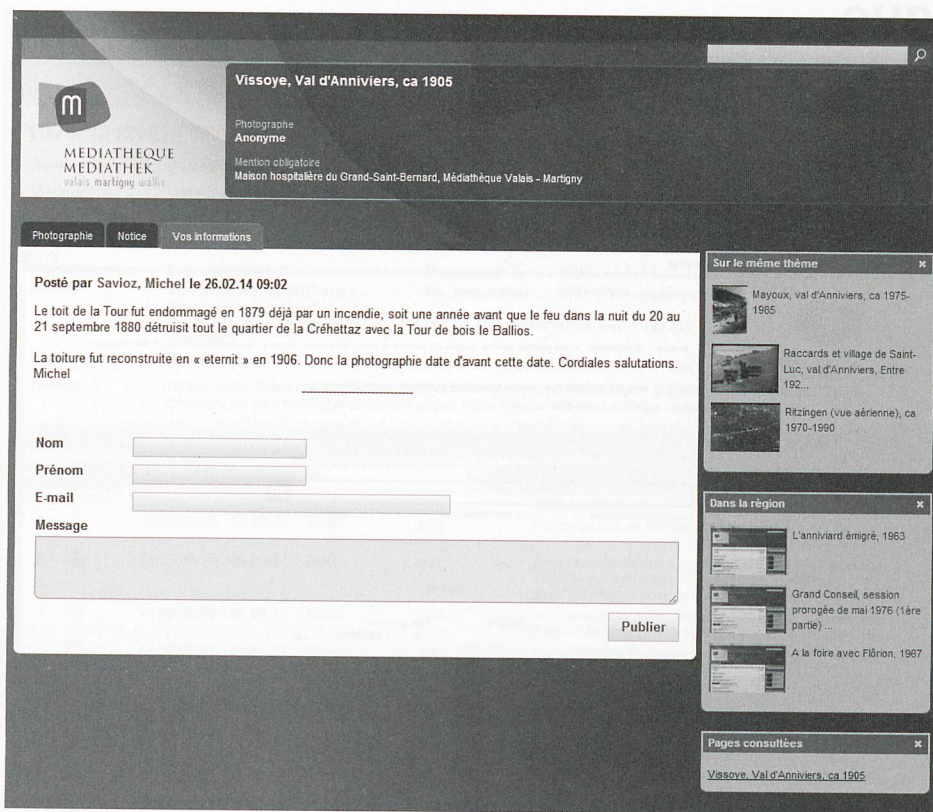 Vissoye, Val d'Anniviers, ca 1905
Photographe
Anonyme
Mention obligatoire
Maison hospitalière du Grand-Saint-Bernard, Médiathèque Valais - Martigny
m
MEDIATHEQUE
MEDIATHEK
valais martigny wallis
Photographie
Notice
Vos informations
Posté par Savioz, Michel le 26.02.14 09:02
Le toit de la Tour fut endommagé en 1879 déjà par un incendie, soit une année avant que le feu dans la nuit du 20 au
21 septembre 1880 détruisit tout le quartier de la Créhettaz avec la Tour de bois le Ballios.
La toiture fut reconstruite en « eternit » en 1906. Donc la photographie date d'avant cette date. Cordiales salutations.
Michel
Nom
Prénom
E-mail
Message
Publier
Sur le même thème
Mayoux, val d'Anniviers, ca 1975-
1985
Raccards et village de Saint-
Luc, val d'Anniviers, Entre
192...
Ritzingen (vue aérienne), ca
1970-1990
Dans la région
L'anniviard émigré, 1963
Grand Conseil, session
prorogée de mai 1976 (1ère
partie) ...
A la foire avec Flôrion, 1967
Pages consultées
Vissoye, Val d'Anniviers, ca 1905